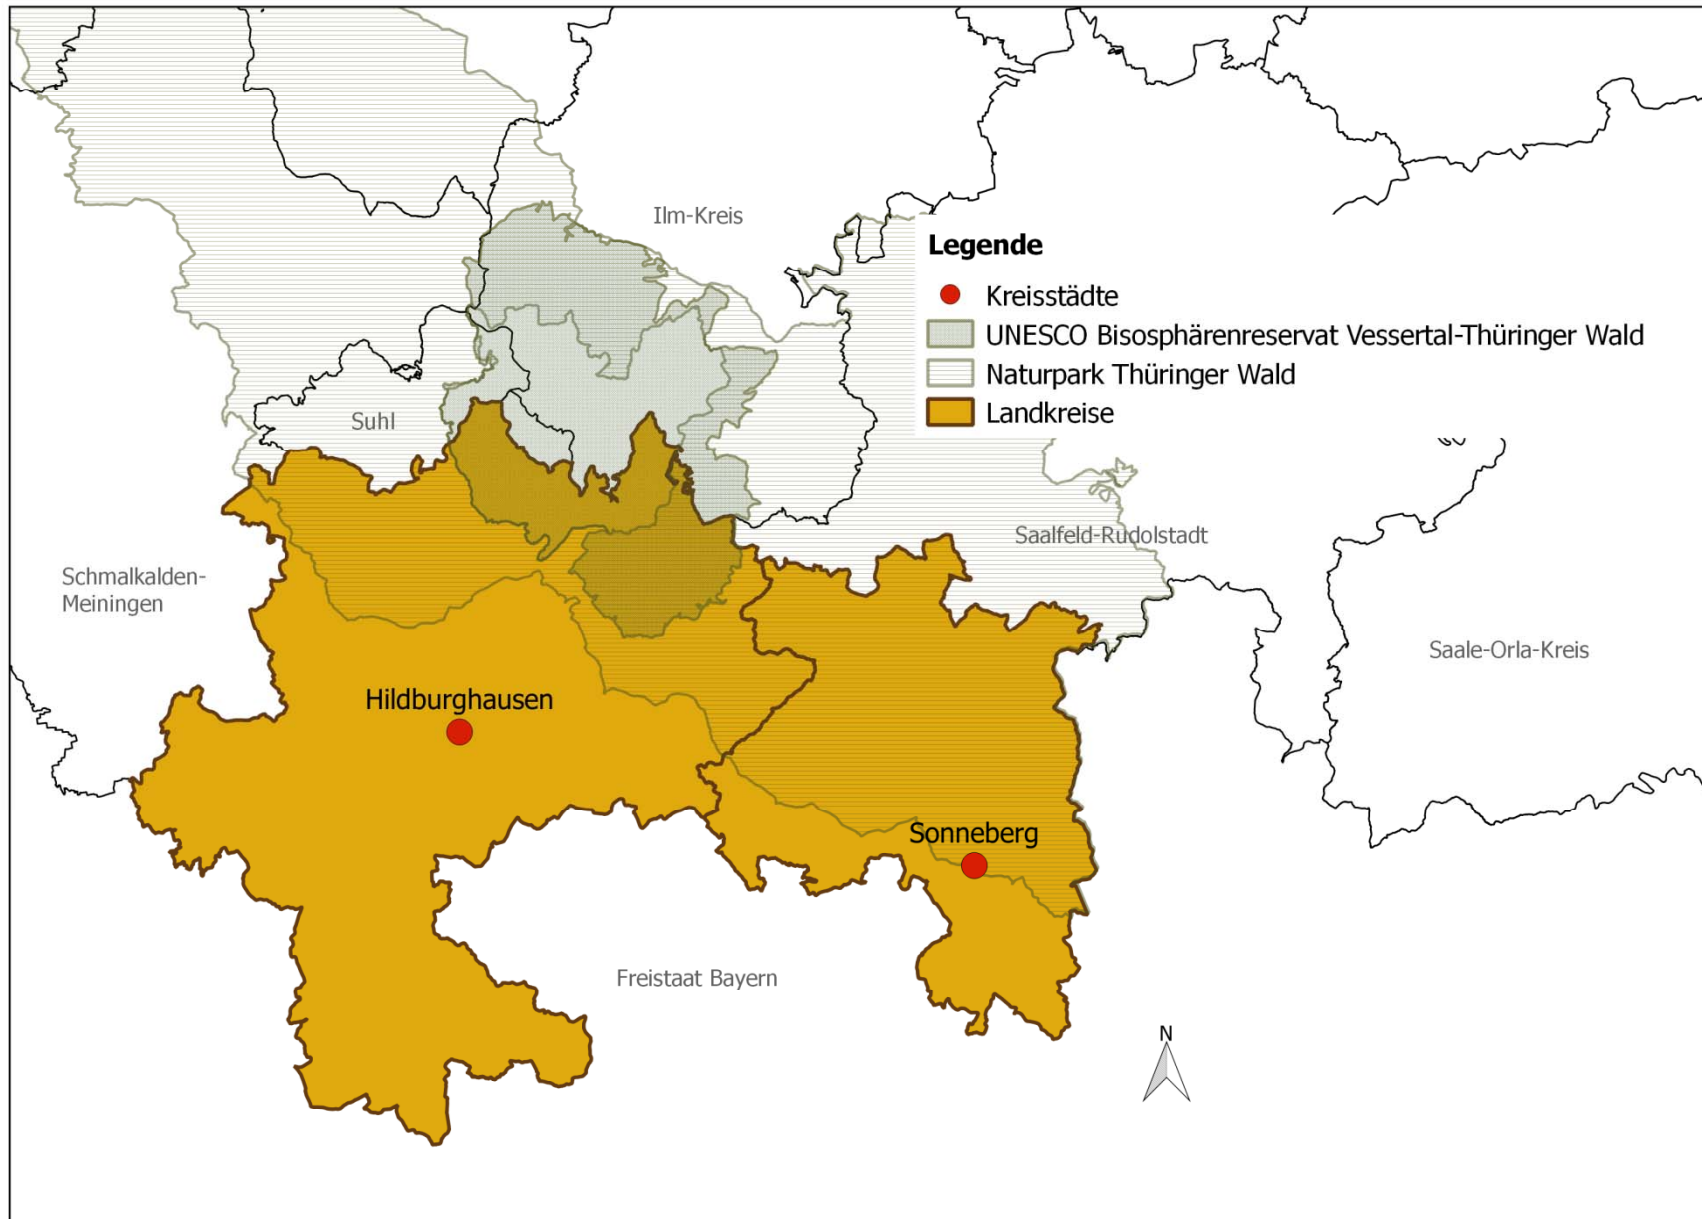 Ilm-Kreis
Legende
Kreisstädte
UNESCO Bisosphärenreservat Vessertal-Thüringer Wald
Naturpark Thüringer Wald
Landkreise
Suhl
Saalfeld-Rudolstadt
Schmalkalden-
Meiningen
Saale-Orla-Kreis
Hildburghausen
Sonneberg
Freistaat Bayern
N